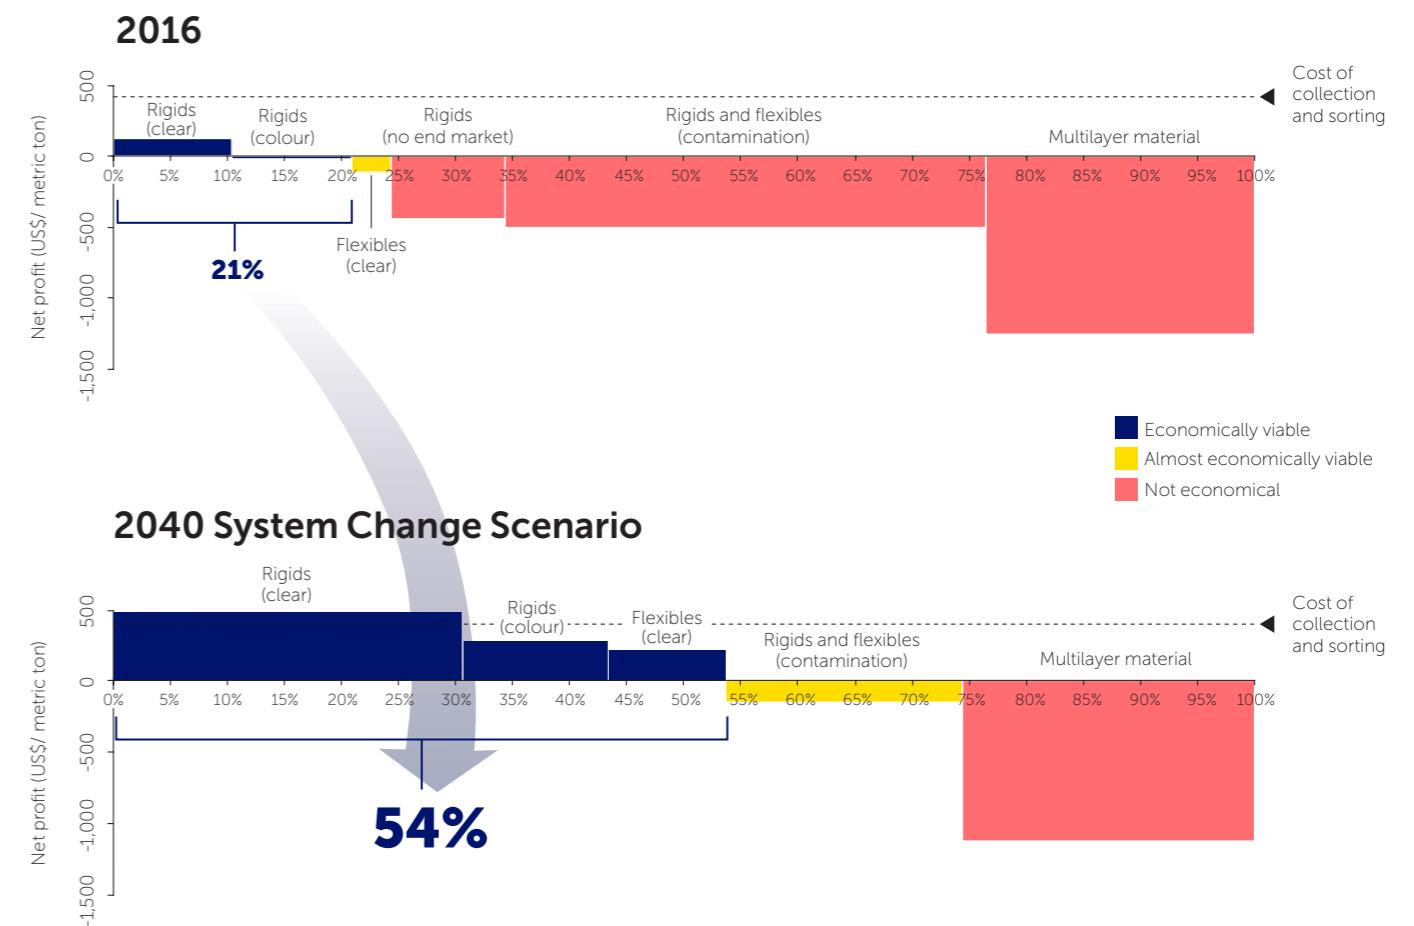 2016
Net profit (US$/ metric ton)
500
0
-500
-1,000
-1,500
Cost of
collection
and sorting
Rigids
(clear)
Rigids
(colour)
Rigids
(no end market)
Rigids and flexibles
(contamination)
Multilayer material
0%
5%
10%
15%
20%
25%
30%
35%
40%
45%
50%
55%
60%
65%
70%
75%
80%
85%
90%
95%
100%
Flexibles
(clear)
21%
Economically viable
Almost economically viable
Not economical
2040 System Change Scenario
Net profit (US$/ metric ton)
500
0
-500
-1,000
-1,500
Cost of
collection
and sorting
Rigids
(clear)
Rigids
(colour)
Flexibles
(clear)
Rigids and flexibles
(contamination)
Multilayer material
0%
5%
10%
15%
20%
25%
30%
35%
40%
45%
50%
55%
60%
65%
70%
75%
80%
85%
90%
95%
100%
54%